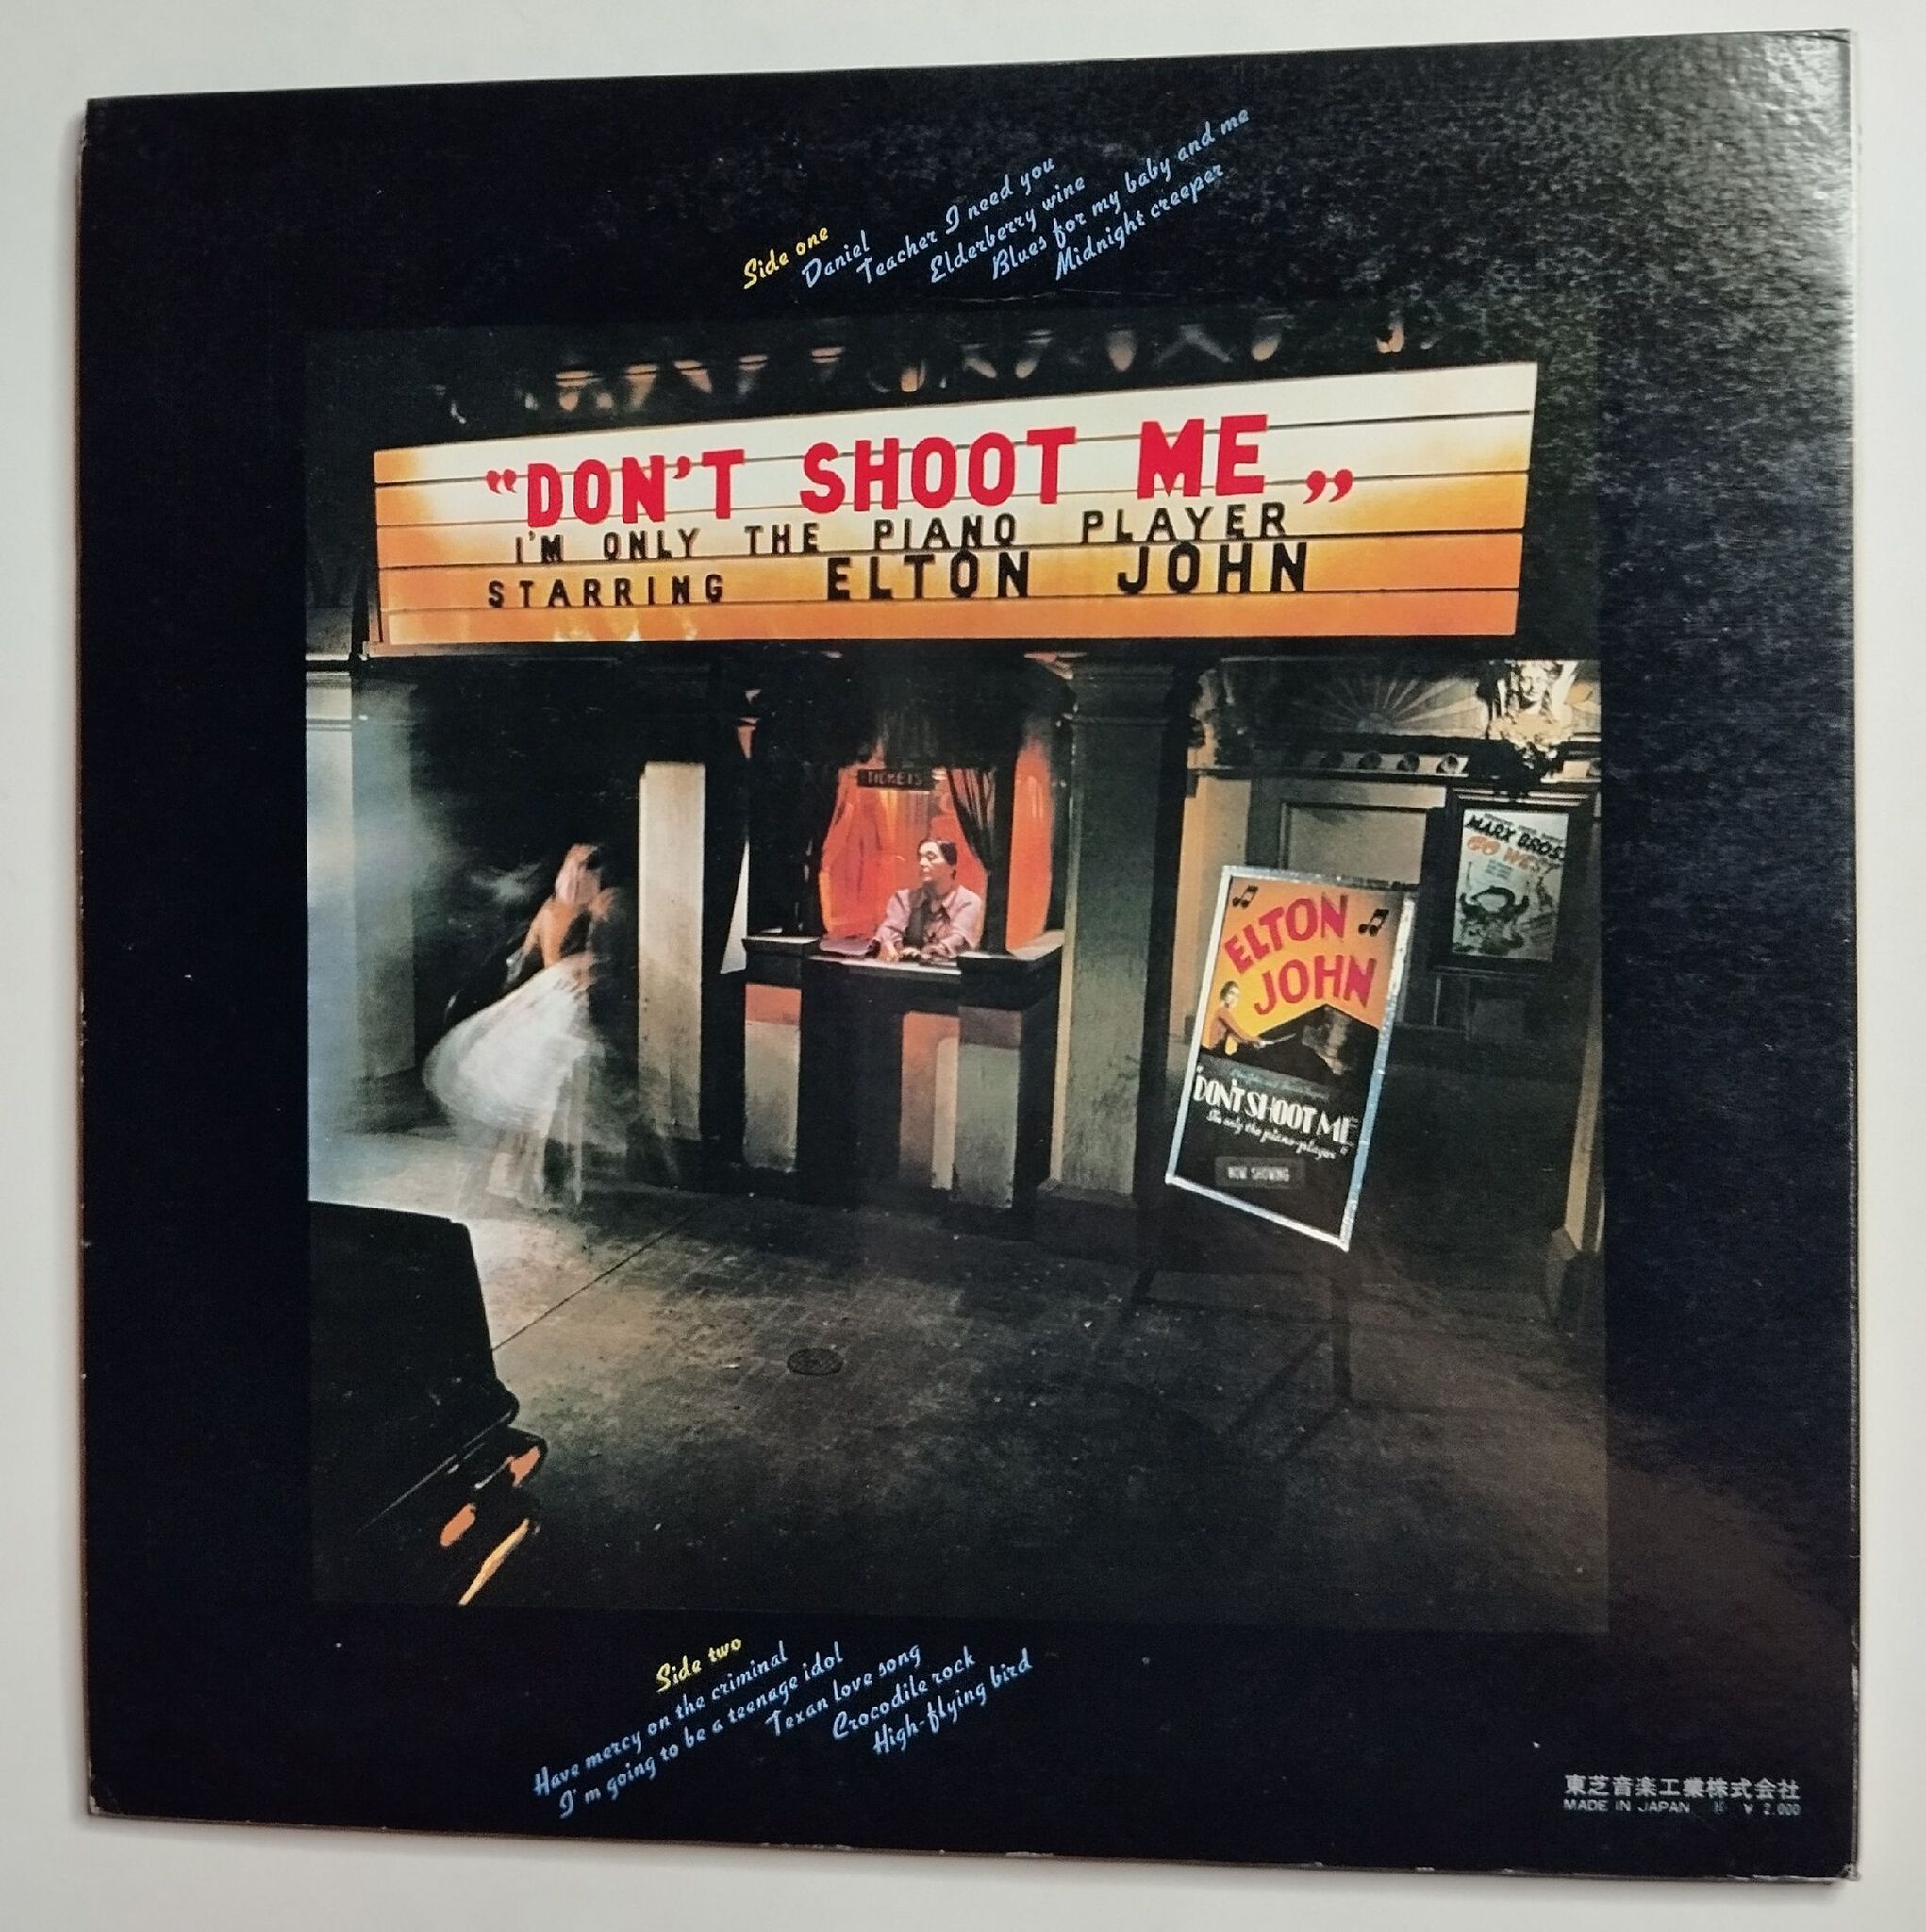 Side one
Daniel
Teacher I need you
Elderberry wine
Blues for my baby and me
Midnight creeper
"DON'T SHOOT ME"
I'M ONLY THE PIANO PLAYER
STARRING ELTON JOHN
TICKETS
MARX BROS.
GO WEST
ELTON
JOHN
"DON'T SHOOT ME
I'm only the piano-player"
NOW SHOWING
Side two
Have mercy on the criminal
I'm going to be a teenage idol
Texan love song
Crocodile rock
High-flying bird
東芝音楽工業株式会社
MADE IN JAPAN Ⓗ ¥ 2,000